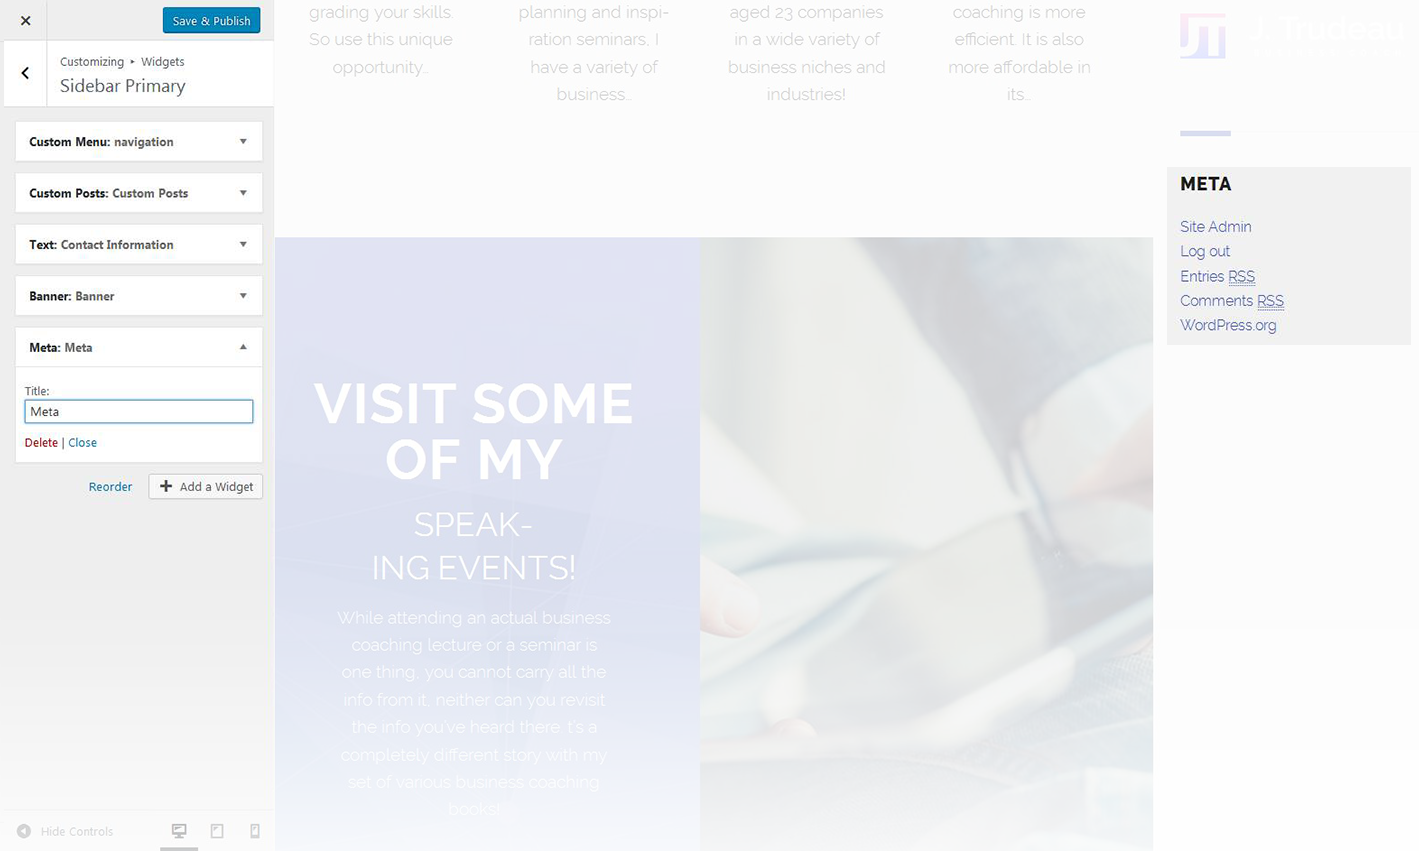 Save & Publish
Customizing ▸ Widgets
Sidebar Primary
Custom Menu: navigation
Custom Posts: Custom Posts
Text: Contact Information
Banner: Banner
Meta: Meta
Title:
Meta
Delete | Close
Reorder
Add a Widget
Hide Controls
grading your skills.
So use this unique
opportunity...
planning and inspi-
ration seminars, I
have a variety of
business...
aged 23 companies
in a wide variety of
business niches and
industries!
coaching is more
efficient. It is also
more affordable in
its...
VISIT SOME
OF MY
SPEAK-
ING EVENTS!
While attending an actual business
coaching lecture or a seminar is
one thing, you cannot carry all the
info from it, neither can you revisit
the info you've heard there. t's a
completely different story with my
set of various business coaching
books!
JT
J. Trudeau
META
Site Admin
Log out
Entries RSS
Comments RSS
WordPress.org